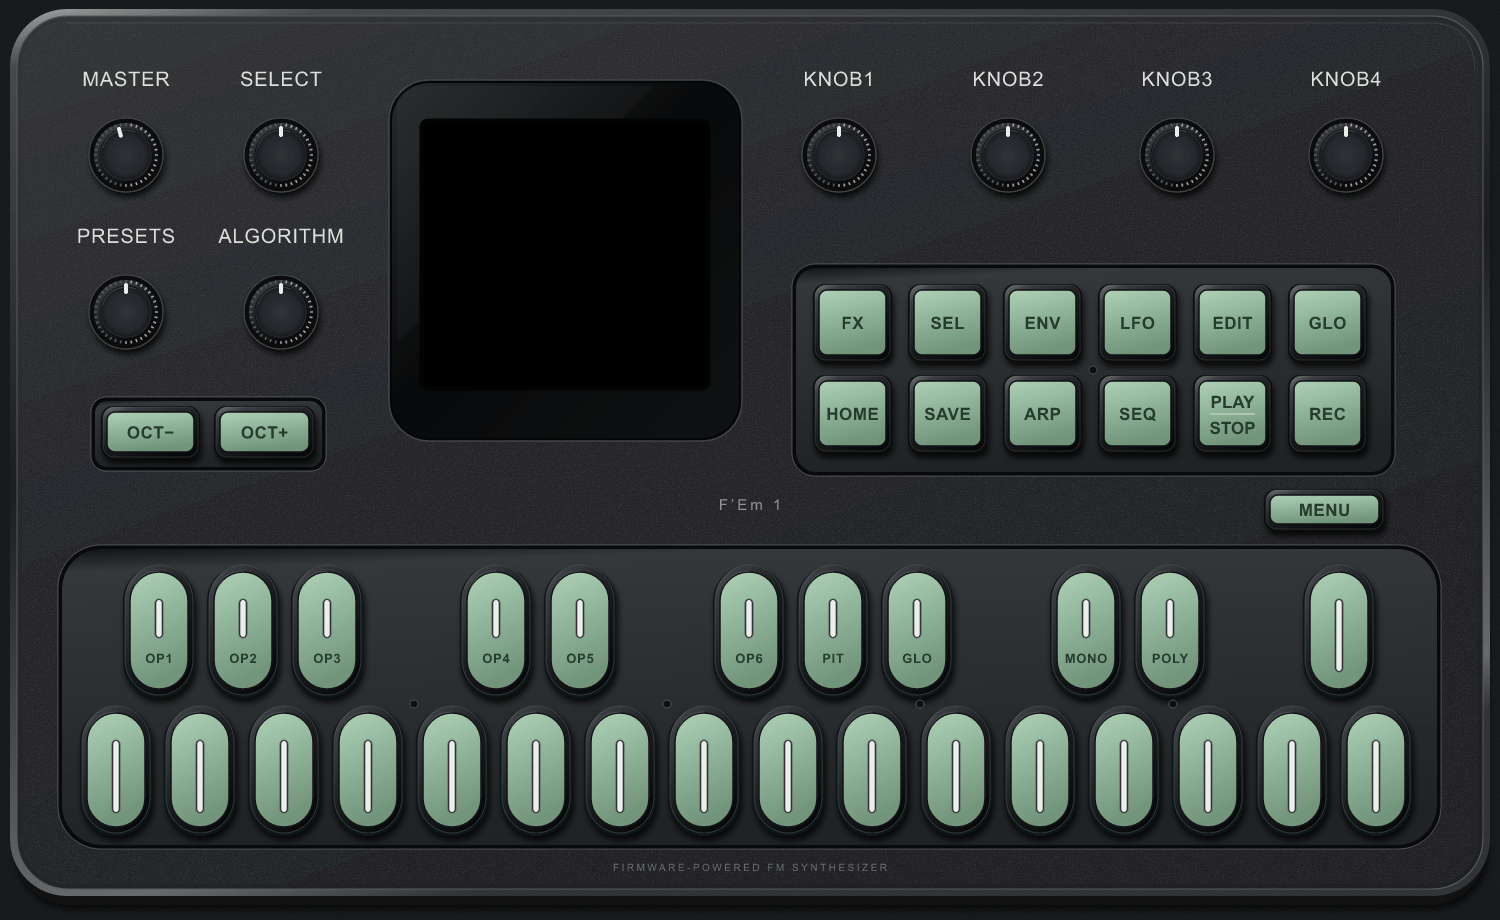 MASTER
SELECT
KNOB1
KNOB2
KNOB3
KNOB4
PRESETS
ALGORITHM
FX
SEL
ENV
LFO
EDIT
GLO
HOME
SAVE
ARP
SEQ
PLAY
STOP
REC
OCT−
OCT+
F'Em 1
MENU
OP1
OP2
OP3
OP4
OP5
OP6
PIT
GLO
MONO
POLY
FIRMWARE-POWERED FM SYNTHESIZER